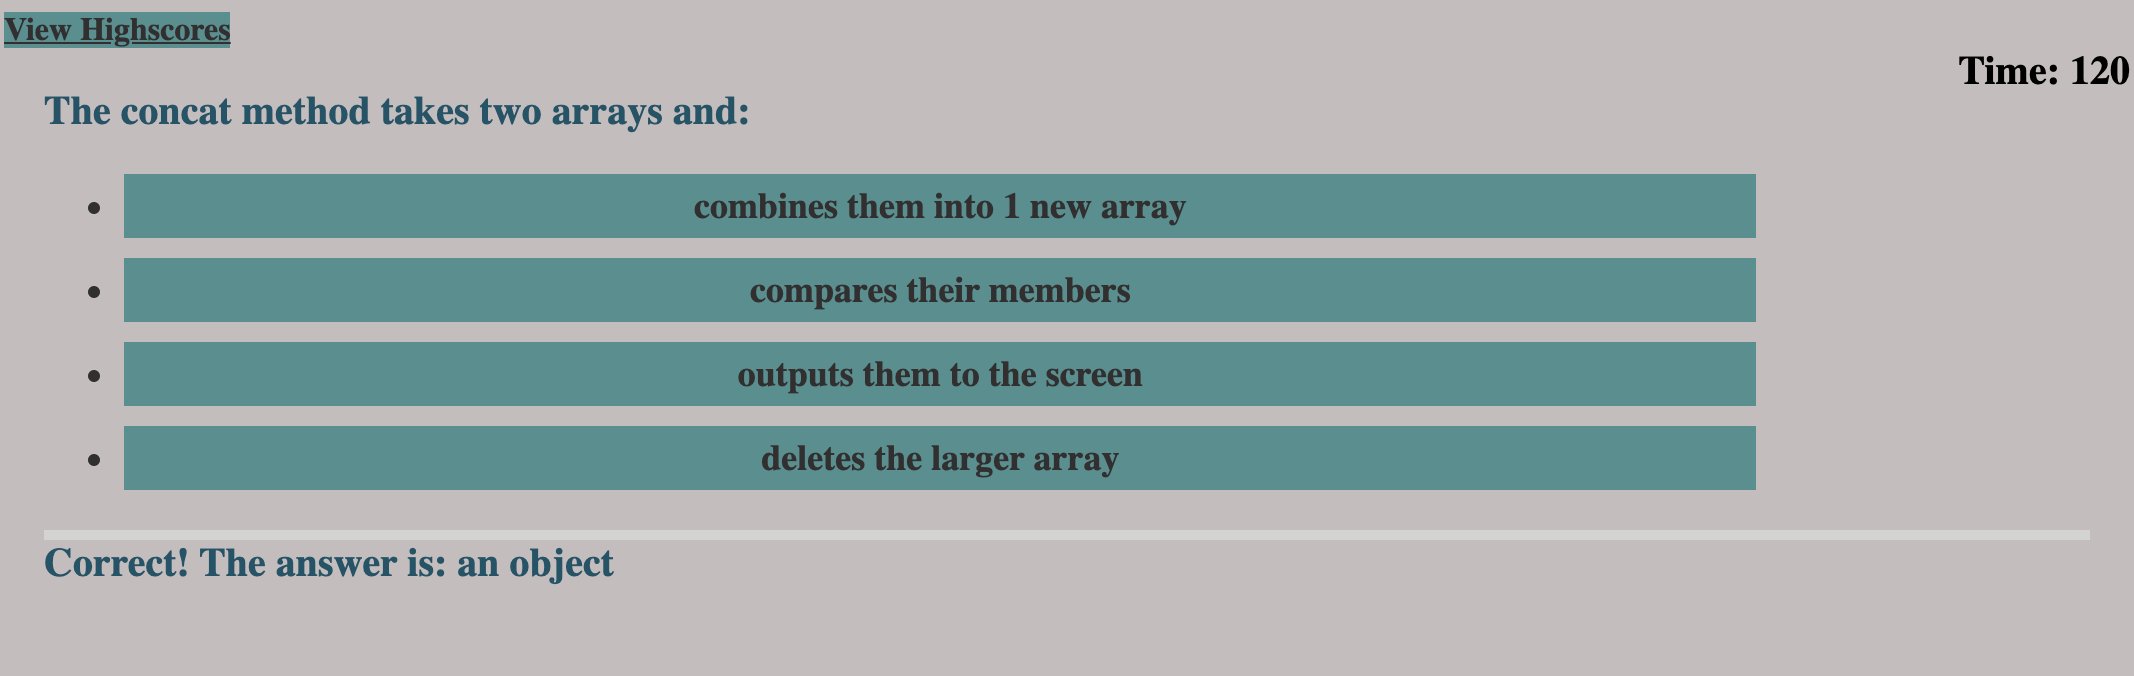 View Highscores
Time: 120
The concat method takes two arrays and:
combines them into 1 new array
compares their members
outputs them to the screen
deletes the larger array
Correct! The answer is: an object